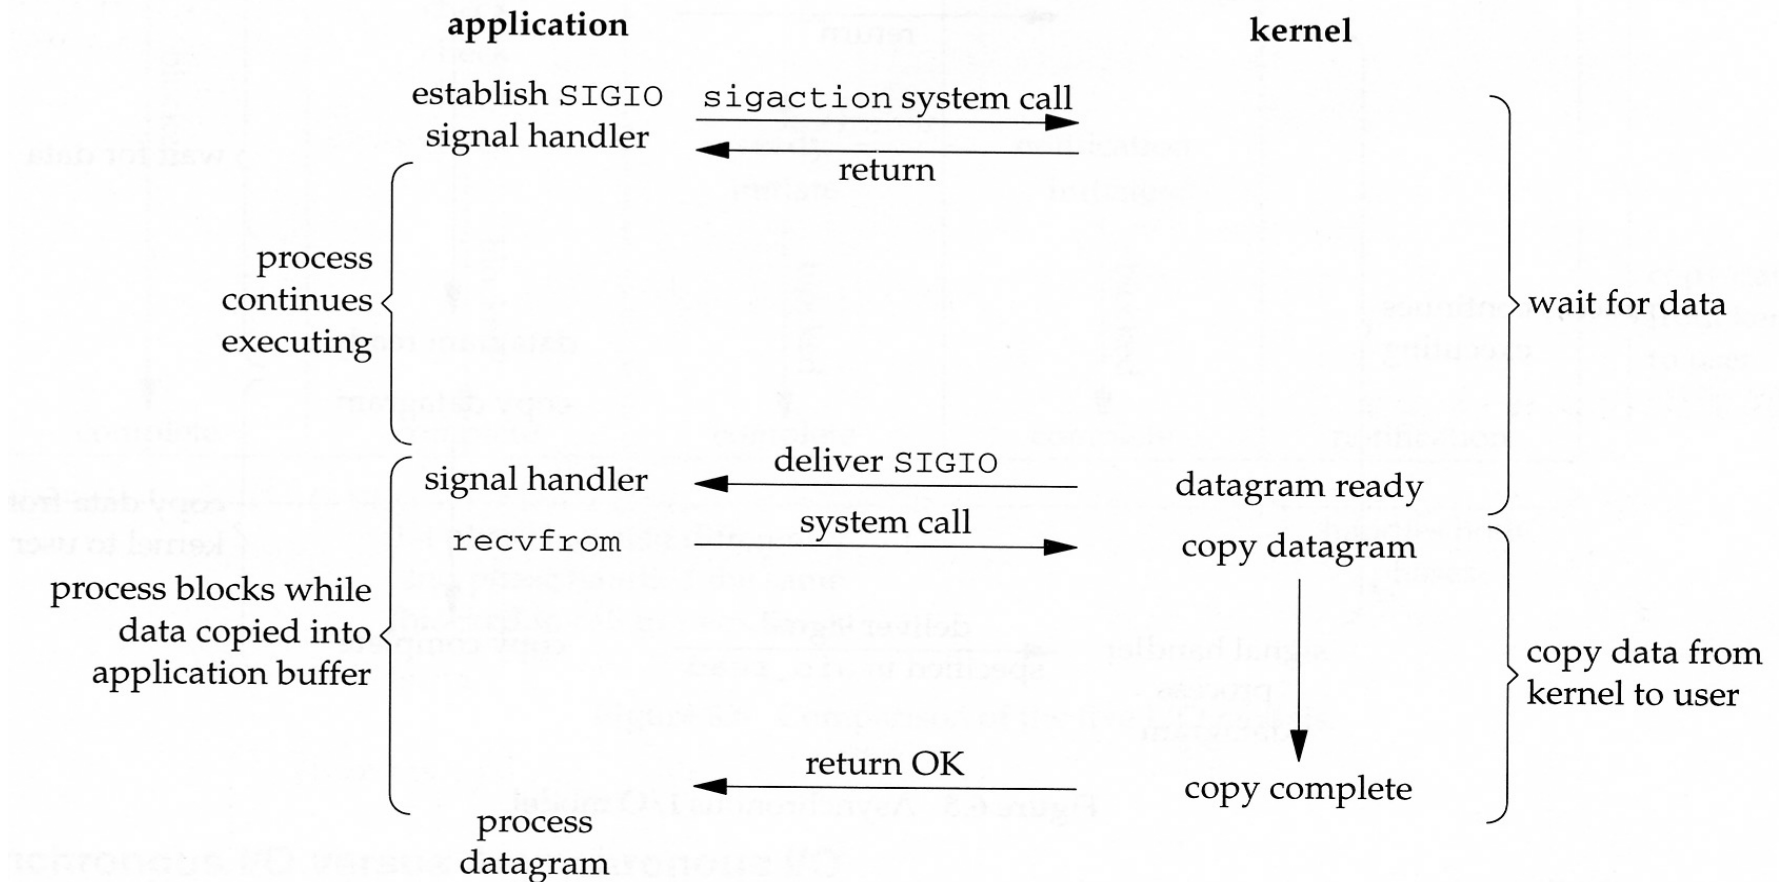 application
kernel
establish SIGIO
signal handler
sigaction system call
return
process
continues
executing
wait for data
signal handler
deliver SIGIO
datagram ready
recvfrom
system call
copy datagram
process blocks while
data copied into
application buffer
copy data from
kernel to user
return OK
copy complete
process
datagram